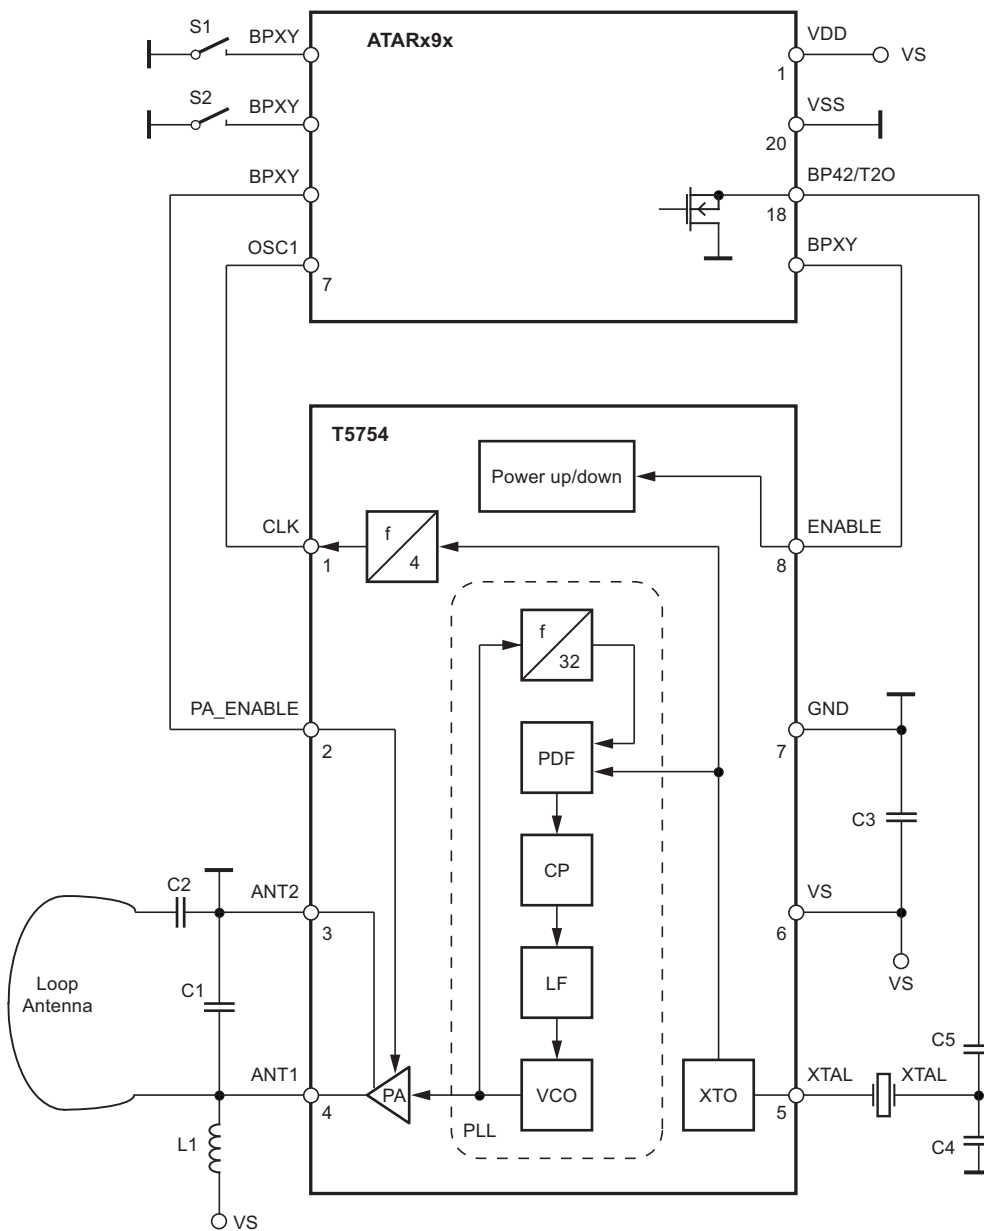 S1
BPXY
ATARx9x
VDD
1
VS
S2
BPXY
VSS
20
BPXY
BP42/T2O
18
OSC1
7
BPXY
T5754
Power up/down
CLK
1
f
4
ENABLE
8
f
32
PA_ENABLE
2
PDF
GND
7
C3
CP
C2
ANT2
3
VS
6
VS
Loop
Antenna
C1
LF
C5
ANT1
4
PA
VCO
PLL
XTO
XTAL
5
XTAL
C4
L1
VS